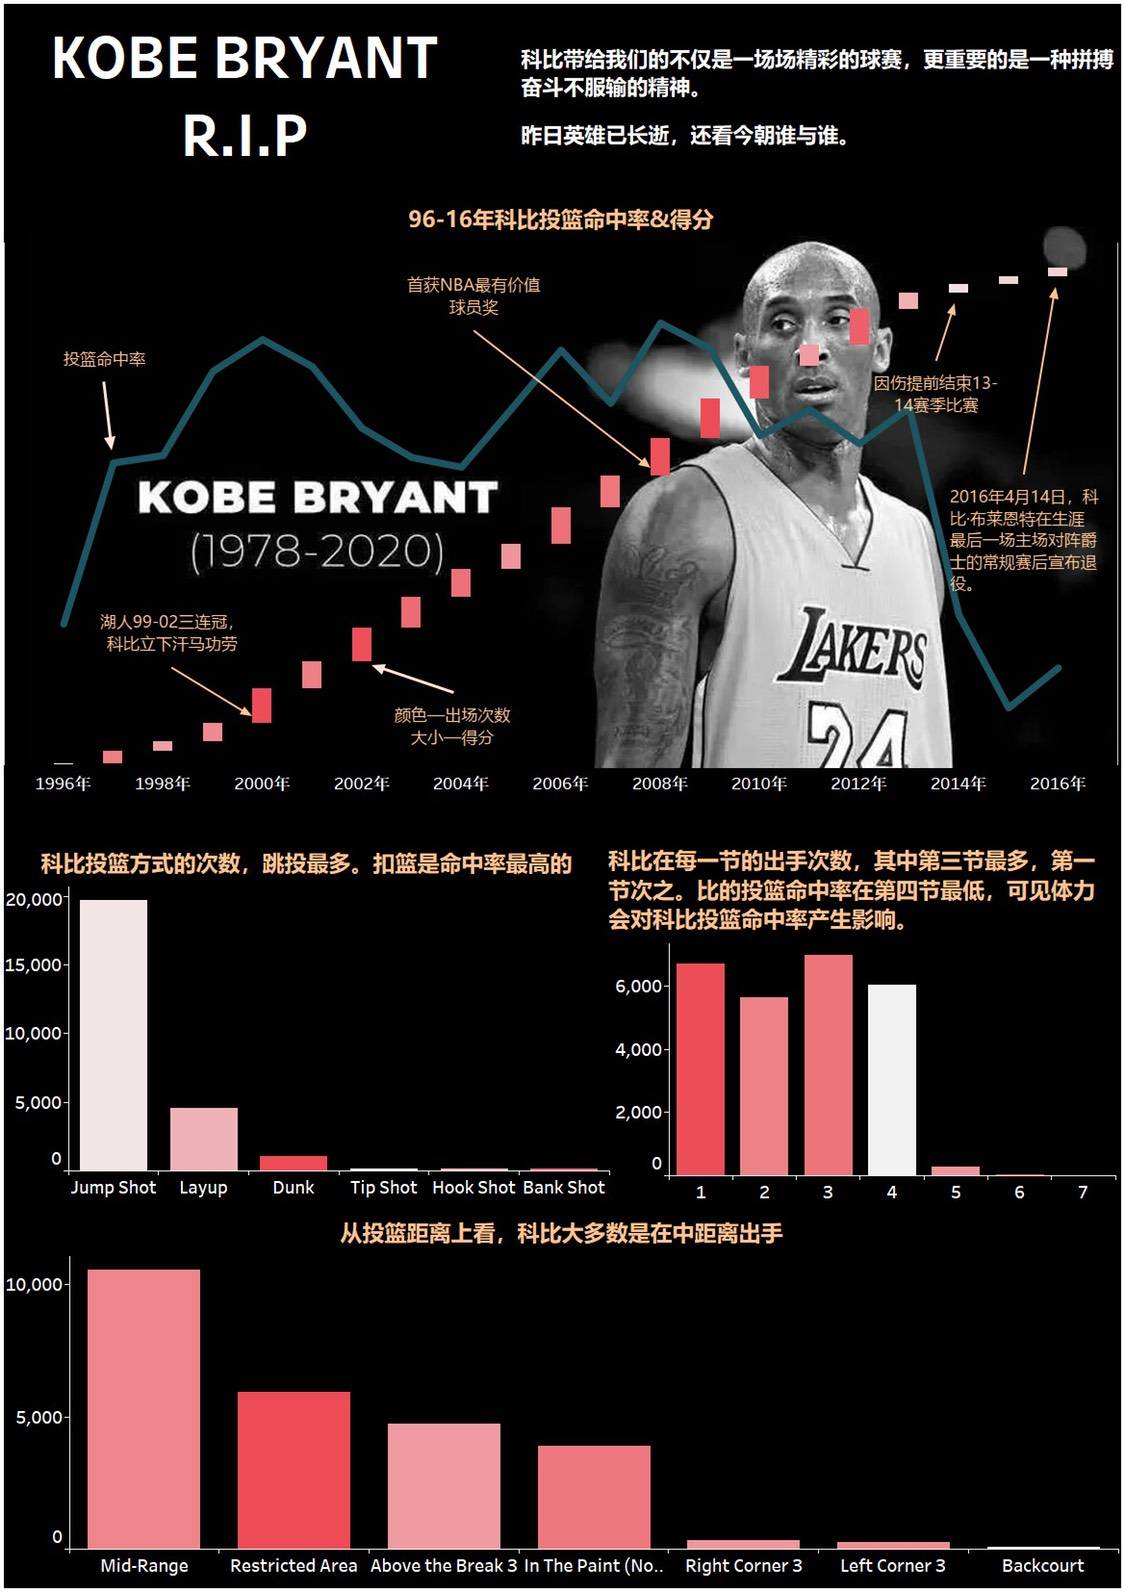 KOBE BRYANT
R.I.P
科比带给我们的不仅是一场场精彩的球赛，更重要的是一种拼搏
奋斗不服输的精神。
昨日英雄已长逝，还看今朝谁与谁。
96-16年科比投篮命中率&得分
首获NBA最有价值
球员奖
投篮命中率
因伤提前结束13-
14赛季比赛
KOBE BRYANT
(1978-2020)
2016年4月14日，科
比·布莱恩特在生涯
最后一场主场对阵爵
士的常规赛后宣布退
役。
湖人99-02三连冠，
科比立下汗马功劳
颜色—出场次数
大小—得分
LAKERS
24
1996年 1998年 2000年 2002年 2004年 2006年 2008年 2010年 2012年 2014年 2016年
科比投篮方式的次数，跳投最多。扣篮是命中率最高的
20,000
15,000
10,000
5,000
0
Jump Shot Layup Dunk Tip Shot Hook Shot Bank Shot
科比在每一节的出手次数，其中第三节最多，第一
节次之。比的投篮命中率在第四节最低，可见体力
会对科比投篮命中率产生影响。
6,000
4,000
2,000
0
1 2 3 4 5 6 7
从投篮距离上看，科比大多数是在中距离出手
10,000
5,000
0
Mid-Range Restricted Area Above the Break 3 In The Paint (No.. Right Corner 3 Left Corner 3 Backcourt